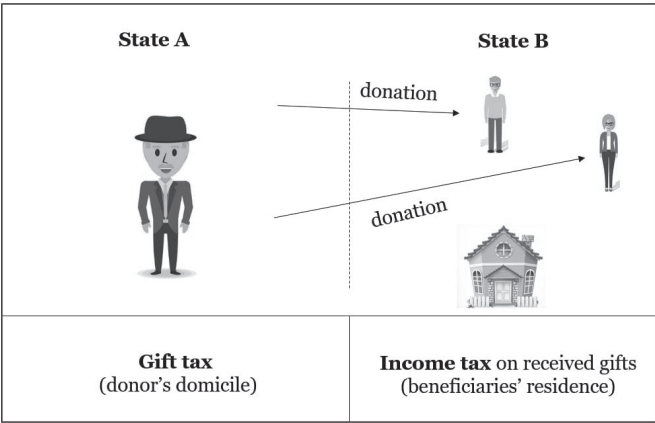 State A
State B
donation
donation
Gift tax
(donor's domicile)
Income tax on received gifts
(beneficiaries' residence)